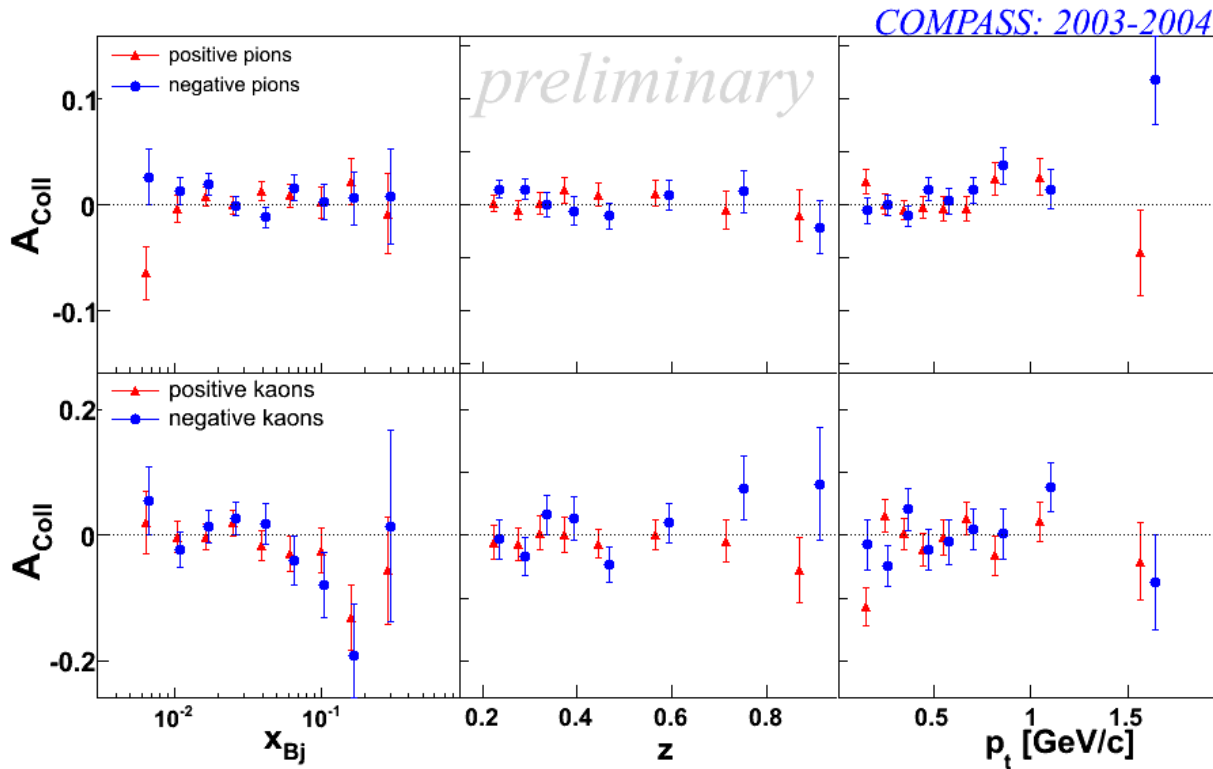 COMPASS: 2003-2004
preliminary
positive pions
negative pions
A_Coll
0.1
0
-0.1
positive kaons
negative kaons
A_Coll
0.2
0
-0.2
10^-2 10^-1
x_Bj
0.2 0.4 0.6 0.8
z
0.5 1 1.5
p_t [GeV/c]